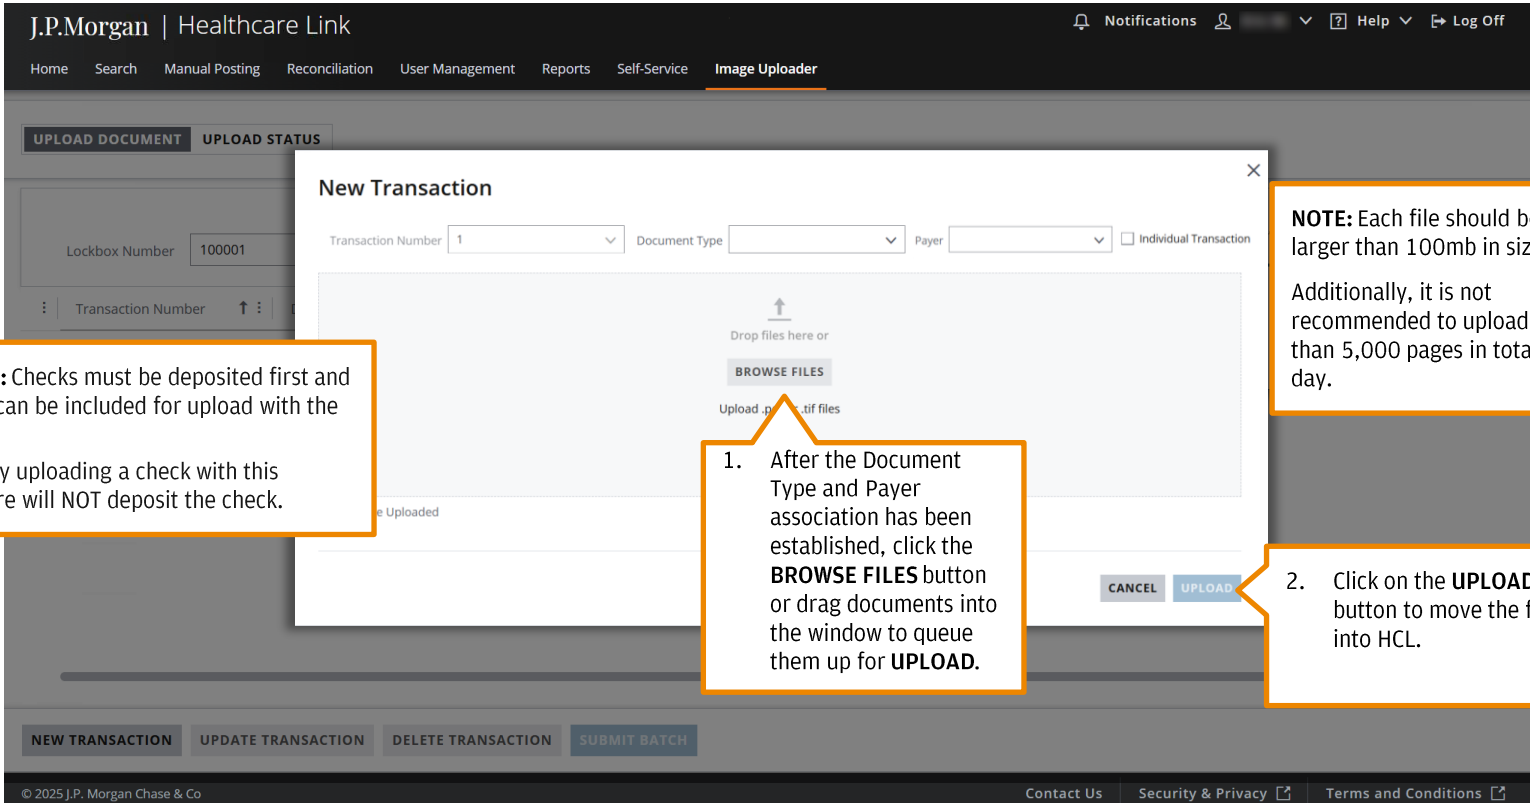 J.P.Morgan | Healthcare Link
Notifications Help Log Off
Home Search Manual Posting Reconciliation User Management Reports Self-Service Image Uploader
UPLOAD DOCUMENT UPLOAD STATUS
New Transaction
Transaction Number 1 Document Type Payer Individual Transaction
Lockbox Number 100001
Transaction Number
Drop files here or
BROWSE FILES
Upload .tif files
Uploaded
CANCEL UPLOAD
: Checks must be deposited first and
can be included for upload with the
y uploading a check with this
re will NOT deposit the check.
1. After the Document
Type and Payer
association has been
established, click the
BROWSE FILES button
or drag documents into
the window to queue
them up for UPLOAD.
NOTE: Each file should
larger than 100mb in
Additionally, it is not
recommended to upload
than 5,000 pages in
day.
2. Click on the UPLOAD
button to move the
into HCL.
NEW TRANSACTION UPDATE TRANSACTION DELETE TRANSACTION SUBMIT BATCH
© 2025 J.P. Morgan Chase & Co
Contact Us Security & Privacy Terms and Conditions